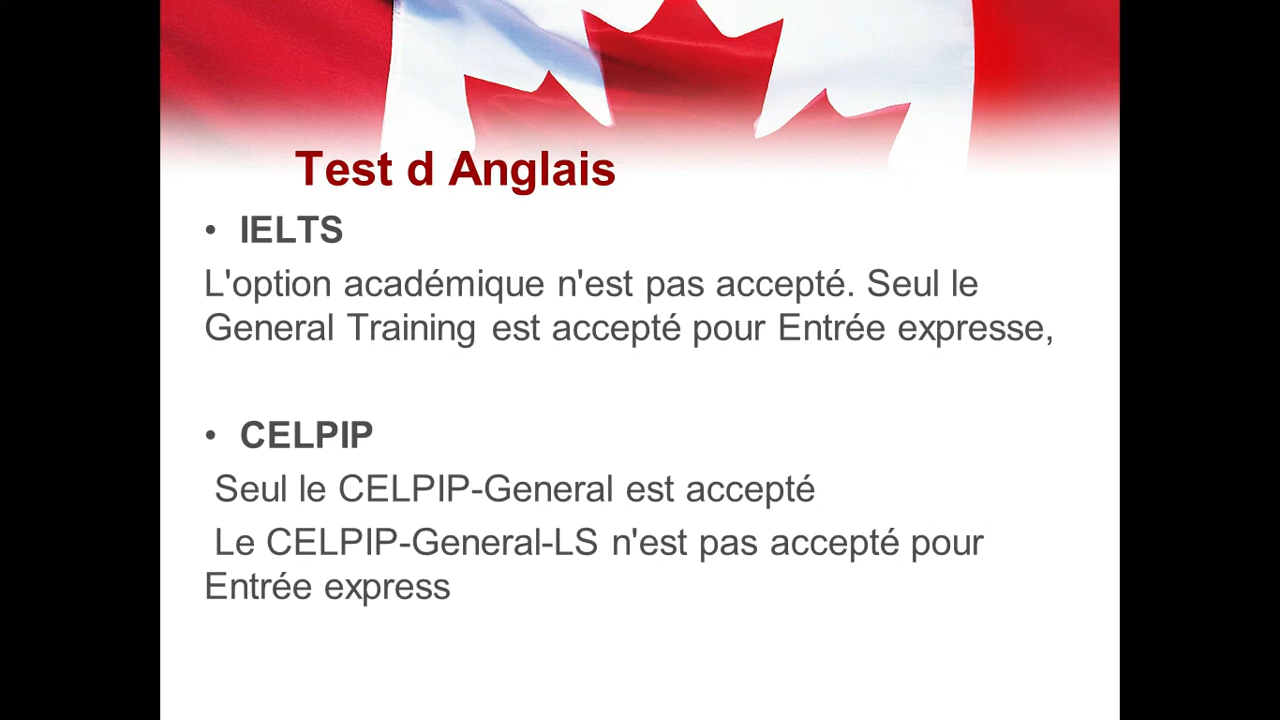 Test d Anglais
• IELTS
L'option académique n'est pas accepté. Seul le
General Training est accepté pour Entrée expresse,
• CELPIP
Seul le CELPIP-General est accepté
Le CELPIP-General-LS n'est pas accepté pour
Entrée express